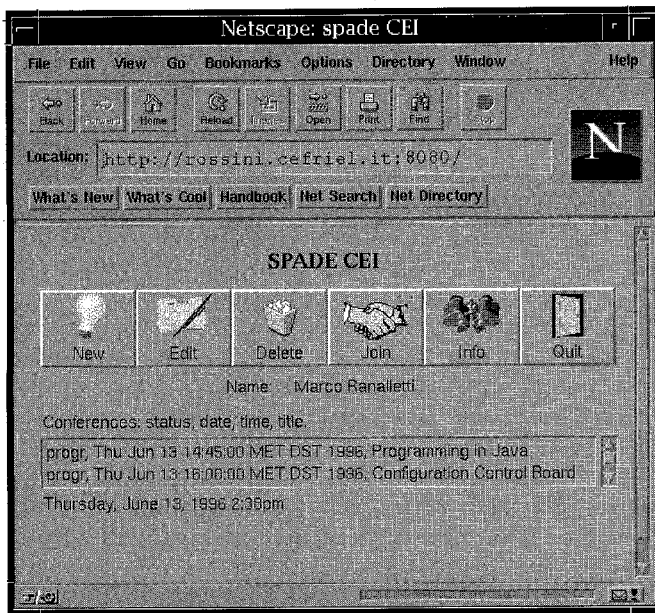 Netscape: spade CEI
File Edit View Go Bookmarks Options Directory Window Help
Back Forward Home Reload Images Open Print Find Stop
Location: http://rossini.cefriel.it:8080/
N
What's New What's Cool Handbook Net Search Net Directory
SPADE CEI
New Edit Delete Join Info Quit
Name: Marco Ranalletti
Conferences: status, date, time, title.
progr, Thu Jun 13 14:45:00 MET DST 1996, Programming in Java
progr, Thu Jun 13 16:00:00 MET DST 1996, Configuration Control Board
Thursday, June 13, 1996 2:36pm